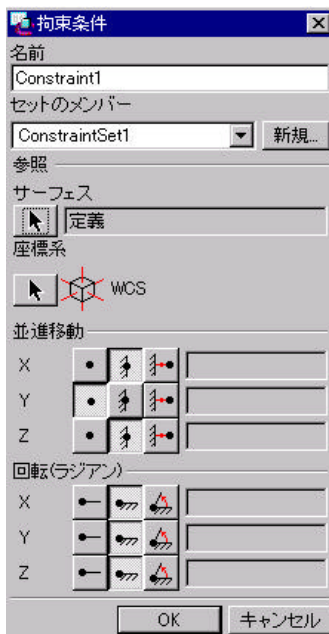 拘束条件
名前
Constraint1
セットのメンバー
ConstraintSet1 新規...
参照
サーフェス
定義
座標系
WCS
並進移動
X
Y
Z
回転(ラジアン)
X
Y
Z
OK キャンセル